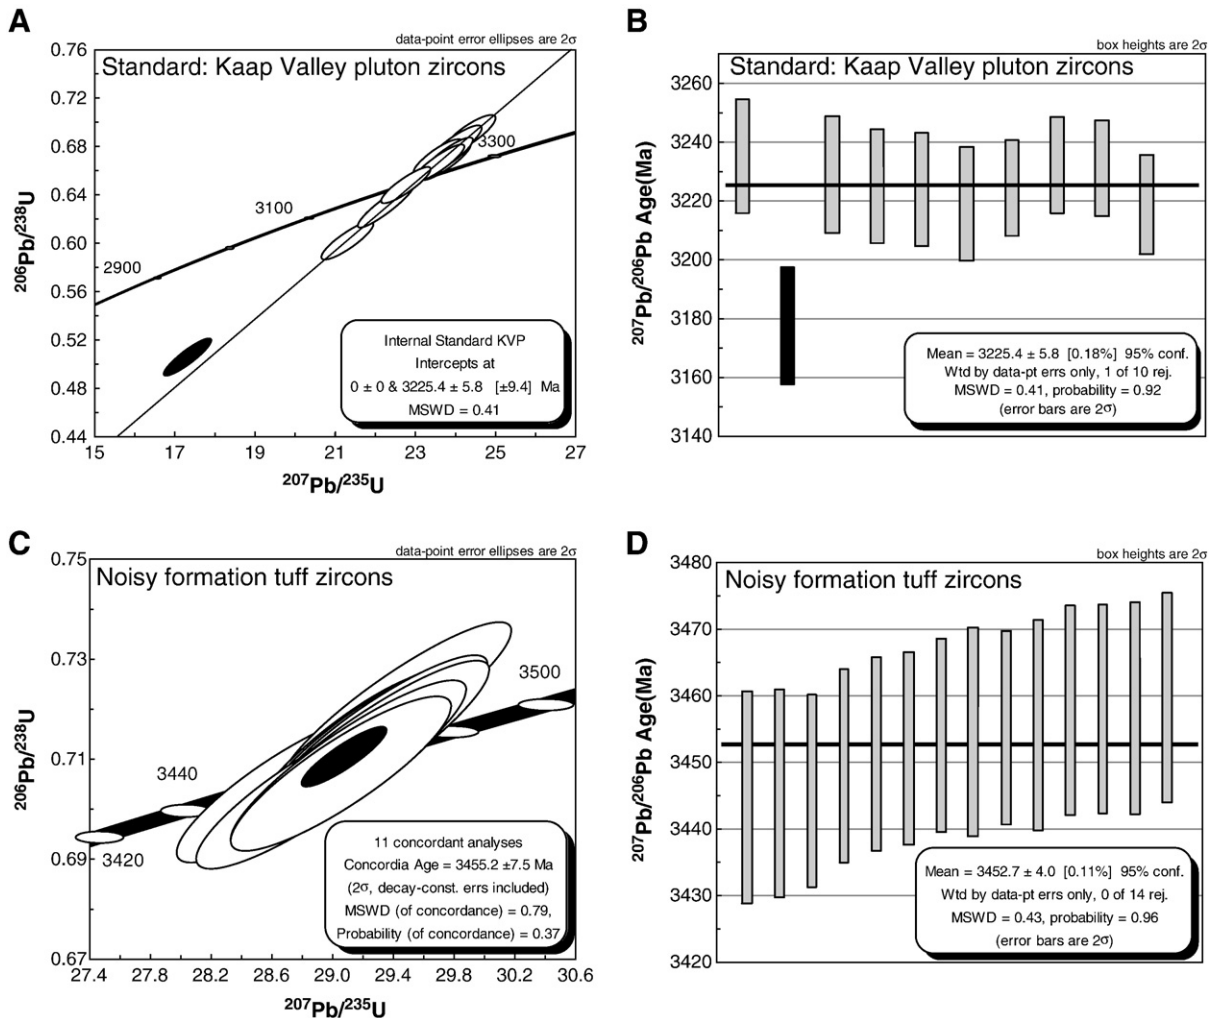 A
data-point error ellipses are 2σ
Standard: Kaap Valley pluton zircons
0.76
0.72
0.68
0.64
0.60
0.56
0.52
0.48
0.44
206Pb/238U
3300
3100
2900
Internal Standard KVP
Intercepts at
0 ± 0 & 3225.4 ± 5.8 [±9.4] Ma
MSWD = 0.41
15 17 19 21 23 25 27
207Pb/235U
B
box heights are 2σ
Standard: Kaap Valley pluton zircons
3260
3240
3220
3200
3180
3160
3140
207Pb/206Pb Age(Ma)
Mean = 3225.4 ± 5.8 [0.18%] 95% conf.
Wtd by data-pt errs only, 1 of 10 rej.
MSWD = 0.41, probability = 0.92
(error bars are 2σ)
C
data-point error ellipses are 2σ
Noisy formation tuff zircons
0.75
0.73
0.71
0.69
0.67
206Pb/238U
3500
3440
3420
11 concordant analyses
Concordia Age = 3455.2 ±7.5 Ma
(2σ, decay-const. errs included)
MSWD (of concordance) = 0.79,
Probability (of concordance) = 0.37
27.4 27.8 28.2 28.6 29.0 29.4 29.8 30.2 30.6
207Pb/235U
D
box heights are 2σ
Noisy formation tuff zircons
3480
3470
3460
3450
3440
3430
3420
207Pb/206Pb Age(Ma)
Mean = 3452.7 ± 4.0 [0.11%] 95% conf.
Wtd by data-pt errs only, 0 of 14 rej.
MSWD = 0.43, probability = 0.96
(error bars are 2σ)